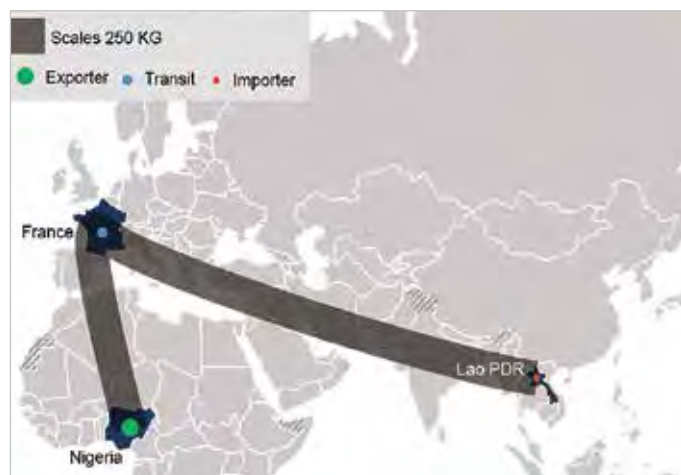 Scales 250 KG
Exporter Transit Importer
France
Lao PDR
Nigeria